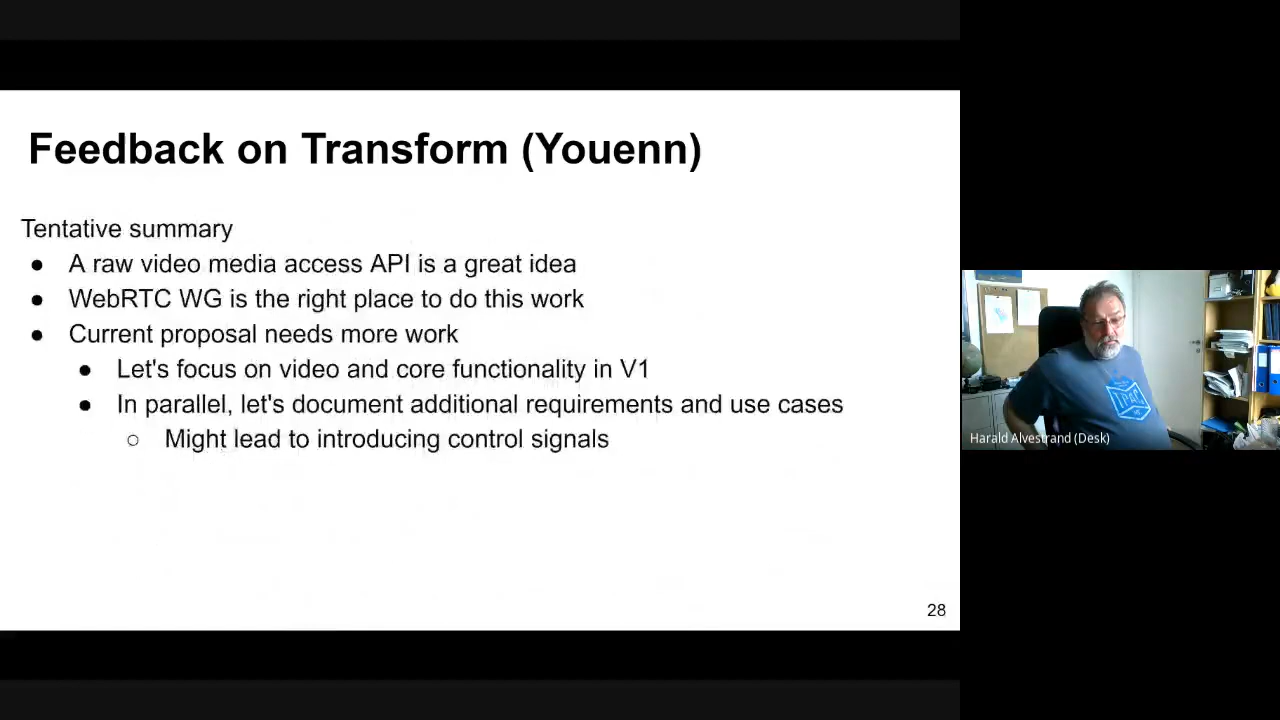 Feedback on Transform (Youenn)
Tentative summary
● A raw video media access API is a great idea
● WebRTC WG is the right place to do this work
● Current proposal needs more work
● Let's focus on video and core functionality in V1
● In parallel, let's document additional requirements and use cases
○ Might lead to introducing control signals
28
TPAC
Harald Alvestrand (Desk)